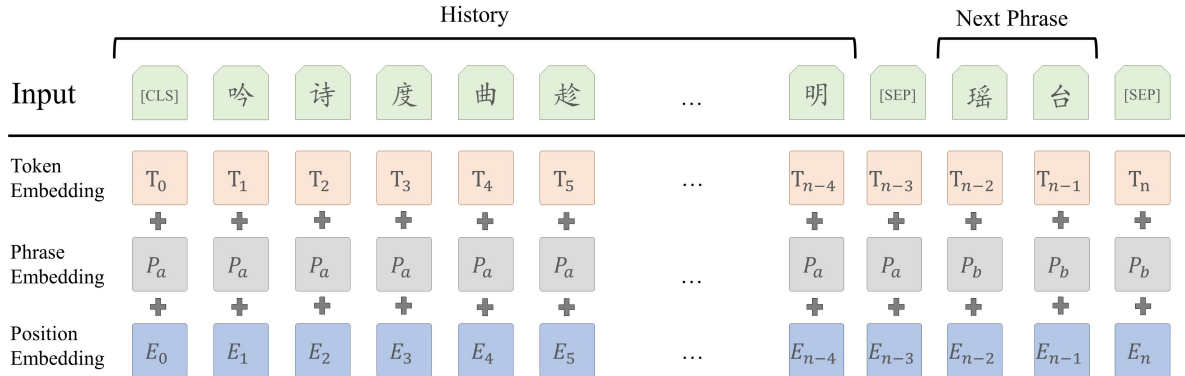 History Next Phrase
Input [CLS] 吟 诗 度 曲 趁 … 明 [SEP] 瑶 台 [SEP]
Token Embedding T₀ T₁ T₂ T₃ T₄ T₅ … Tₙ₋₄ Tₙ₋₃ Tₙ₋₂ Tₙ₋₁ Tₙ
+ + + + + + + + + + +
Phrase Embedding Pₐ Pₐ Pₐ Pₐ Pₐ Pₐ … Pₐ Pₐ P_b P_b P_b
+ + + + + + + + + + +
Position Embedding E₀ E₁ E₂ E₃ E₄ E₅ … Eₙ₋₄ Eₙ₋₃ Eₙ₋₂ Eₙ₋₁ Eₙ